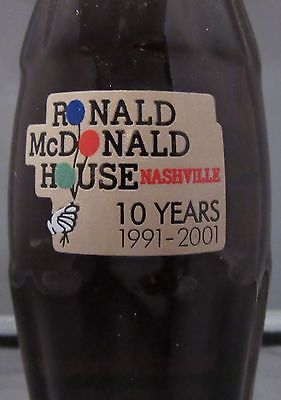 RONALD
McDONALD
HOUSE NASHVILLE
10 YEARS
1991-2001